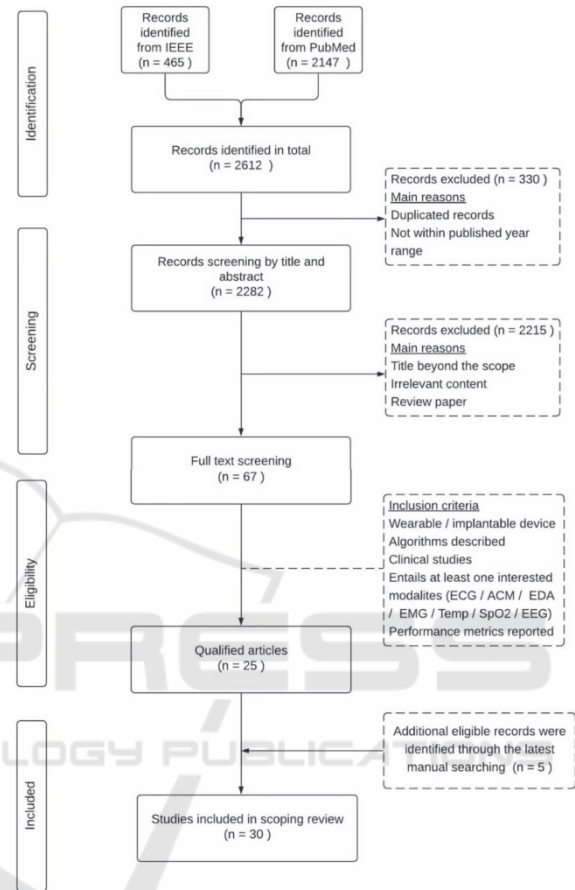 Records
identified
from IEEE
(n = 465)
Records
identified
from PubMed
(n = 2147)
Identification
Records identified in total
(n = 2612 )
Records excluded (n = 330 )
Main reasons
Duplicated records
Not within published year
range
Screening
Records screening by title and
abstract
(n = 2282)
Records excluded (n = 2215 )
Main reasons
Title beyond the scope
Irrelevant content
Review paper
Full text screening
(n = 67 )
Eligibility
Inclusion criteria
Wearable / implantable device
Algorithms described
Clinical studies
Entails at least one interested
modalites (ECG / ACM / EDA
/ EMG / Temp / SpO2 / EEG)
Performance metrics reported
Qualified articles
(n = 25 )
PRESS
LOGY PUBLICATIONS
Additional eligible records were
identified through the latest
manual searching (n = 5 )
Included
Studies included in scoping review
(n = 30 )